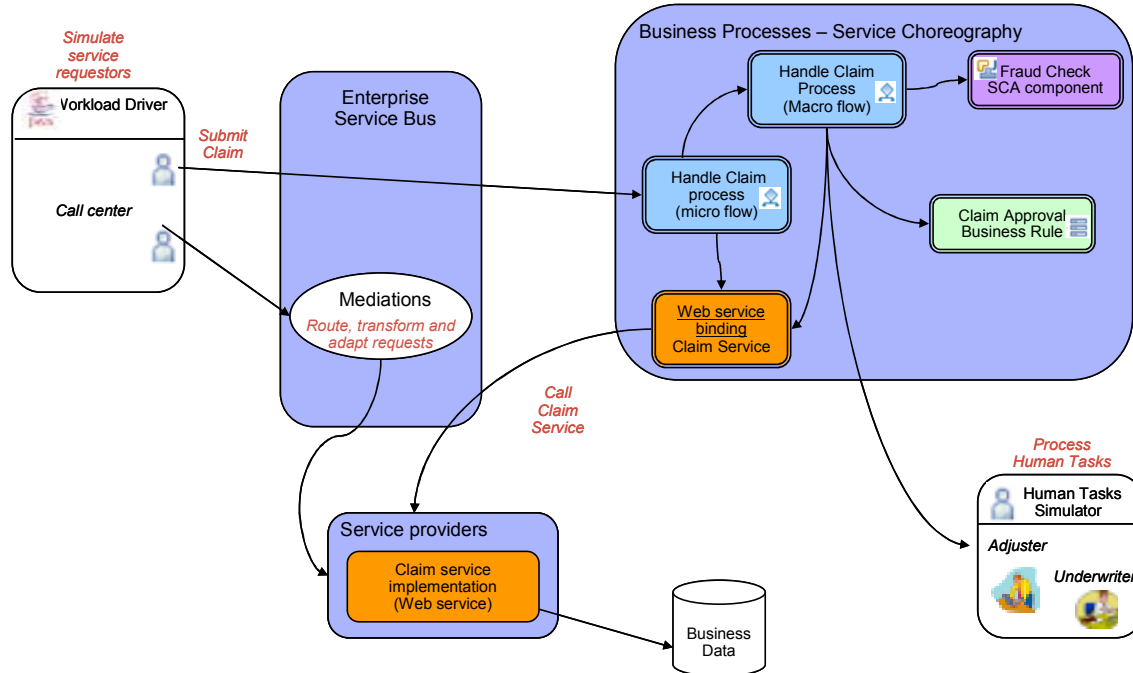 Simulate
service
requestors
Workload Driver
Call center
Submit
Claim
Enterprise
Service Bus
Mediations
Route, transform and
adapt requests
Business Processes – Service Choreography
Handle Claim
Process
(Macro flow)
Fraud Check
SCA component
Handle Claim
process
(micro flow)
Claim Approval
Business Rule
Web service
binding
Claim Service
Call
Claim
Service
Service providers
Claim service
implementation
(Web service)
Business
Data
Process
Human Tasks
Human Tasks
Simulator
Adjuster
Underwriter